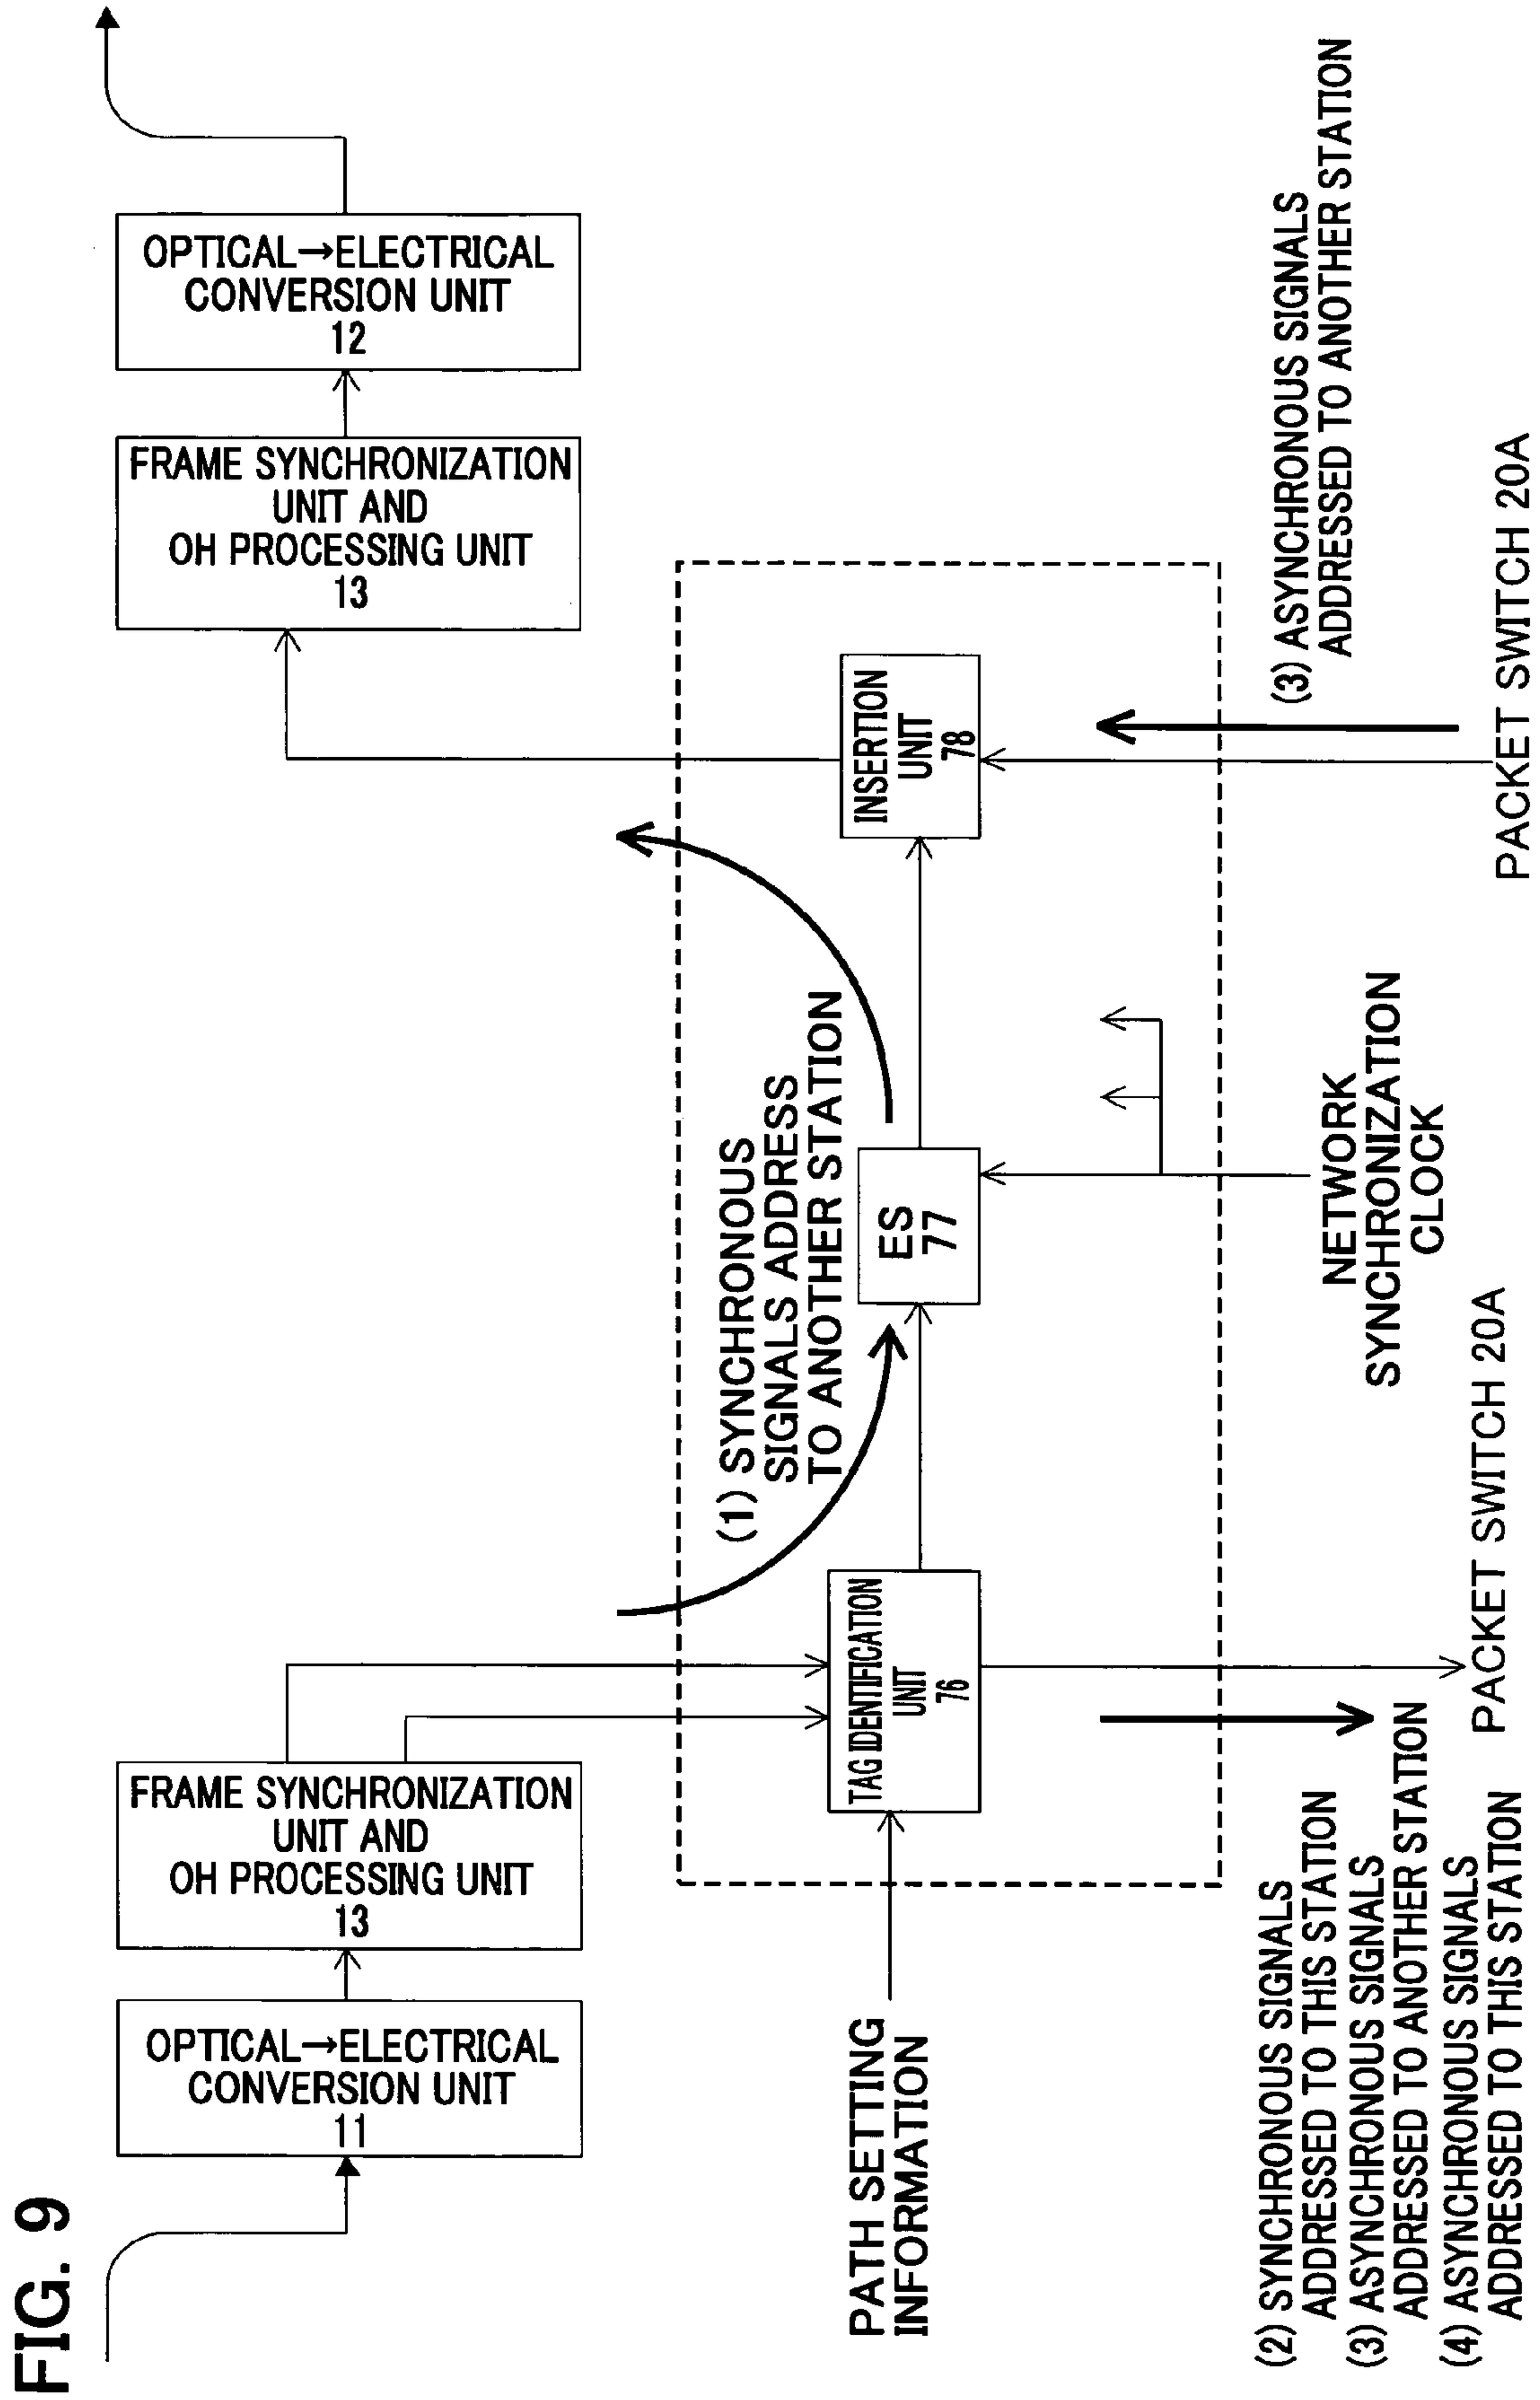 FIG. 9
OPTICAL→ELECTRICAL
CONVERSION UNIT
11
FRAME SYNCHRONIZATION
UNIT AND
OH PROCESSING UNIT
13
FRAME SYNCHRONIZATION
UNIT AND
OH PROCESSING UNIT
13
OPTICAL→ELECTRICAL
CONVERSION UNIT
12
(1) SYNCHRONOUS
SIGNALS ADDRESS
TO ANOTHER STATION
PATH SETTING
INFORMATION
TAG IDENTIFICATION
UNIT
76
ES
77
INSERTION
UNIT
78
(2) SYNCHRONOUS SIGNALS
ADDRESSED TO THIS STATION
(3) ASYNCHRONOUS SIGNALS
ADDRESSED TO ANOTHER STATION
(4) ASYNCHRONOUS SIGNALS
ADDRESSED TO THIS STATION
PACKET SWITCH 20A
NETWORK
SYNCHRONIZATION
CLOCK
(3) ASYNCHRONOUS SIGNALS
ADDRESSED TO ANOTHER STATION
PACKET SWITCH 20A